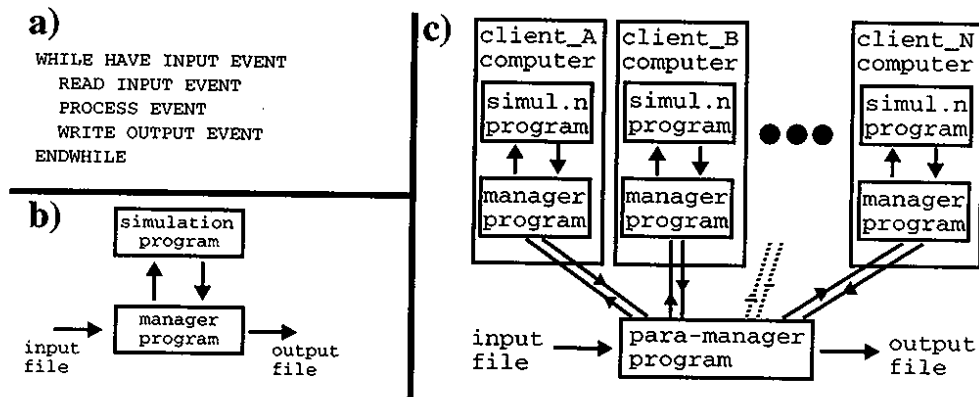 a)
WHILE HAVE INPUT EVENT
READ INPUT EVENT
PROCESS EVENT
WRITE OUTPUT EVENT
ENDWHILE
b)
simulation
program
manager
program
input
file
output
file
c)
client_A
computer
simul.n
program
manager
program
client_B
computer
simul.n
program
manager
program
client_N
computer
simul.n
program
manager
program
input
file
para-manager
program
output
file